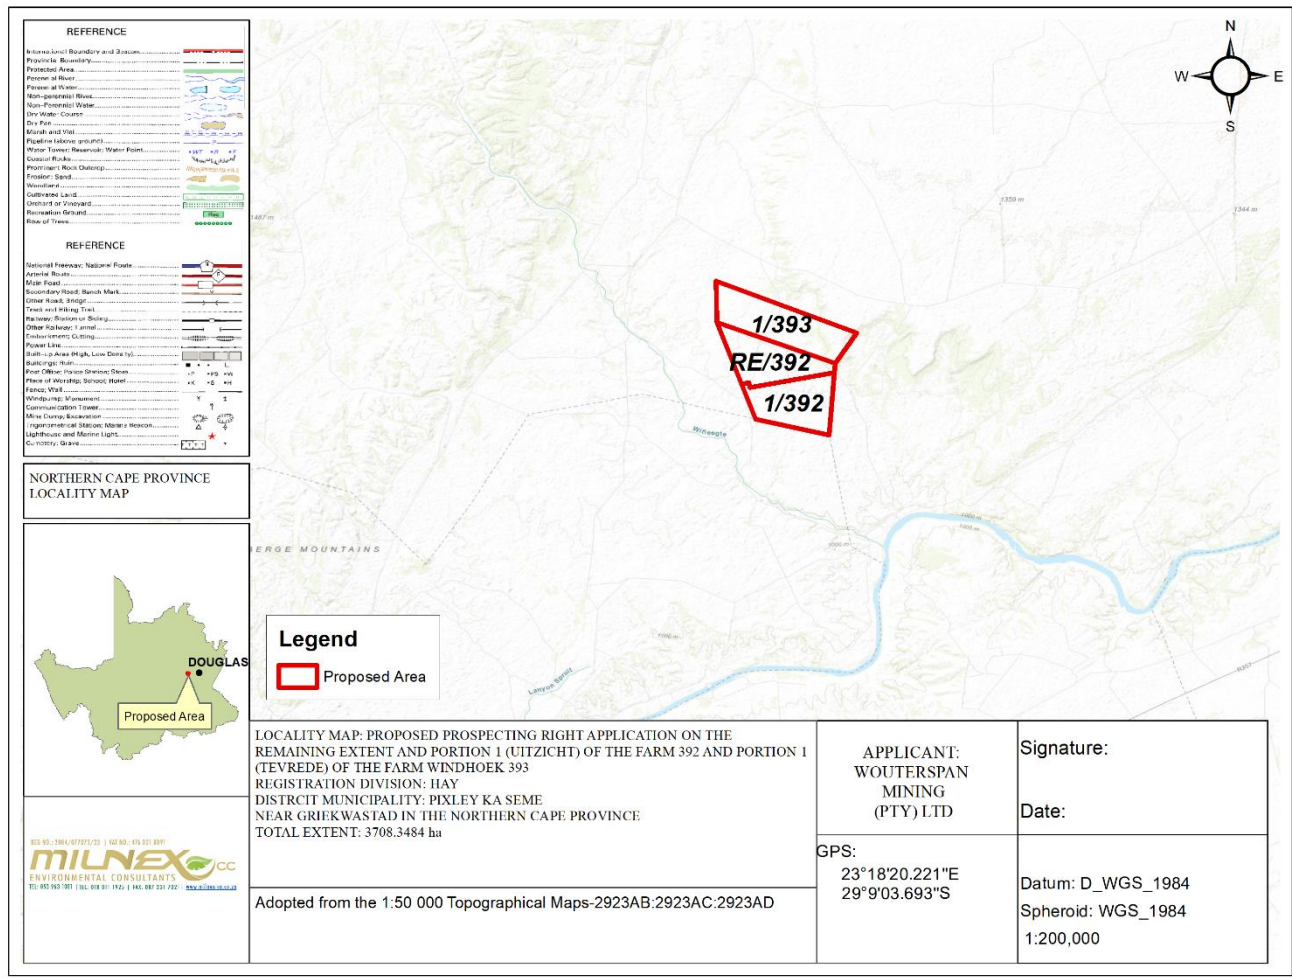 REFERENCE
International Boundary and Beacon
Provincial Boundary
Protected Area
Perennial River
Perennial Water
Non-perennial River
Non-Perennial Water
Dry Water Course
Dry Pan
Marsh and Vlei
Pipeline (above ground)
Water Tower; Reservoir; Water Point
Coastal Rocks
Prominent Rock Outcrop
Erosion; Sand
Woodland
Cultivated Land
Orchard or Vineyard
Recreation Ground
Row of Trees
REFERENCE
National Freeway; National Route
Arterial Route
Main Road
Secondary Road; Bench Mark
Other Road; Bridge
Track and Hiking Trail
Railway; Station or Siding
Other Railway; Tunnel
Embankment; Cutting
Power Line
Built-up Area (High, Low Density)
Buildings; Ruin
Post Office; Police Station; Store
Place of Worship; School; Hotel
Fence; Wall
Windpump; Monument
Communication Tower
Mine Dump; Excavation
Trigonometrical Station; Marine Beacon
Lighthouse and Marine Light
Cemetery; Grave
NORTHERN CAPE PROVINCE
LOCALITY MAP
DOUGLAS
Proposed Area
MILNEX CC
ENVIRONMENTAL CONSULTANTS
N
W E
S
1487 m
1359 m
1344 m
1/393
RE/392
1/392
ERGE MOUNTAINS
Lanyon Spruit
R357
Legend
Proposed Area
LOCALITY MAP: PROPOSED PROSPECTING RIGHT APPLICATION ON THE
REMAINING EXTENT AND PORTION 1 (UITZICHT) OF THE FARM 392 AND PORTION 1
(TEVREDE) OF THE FARM WINDHOEK 393
REGISTRATION DIVISION: HAY
DISTRCIT MUNICIPALITY: PIXLEY KA SEME
NEAR GRIEKWASTAD IN THE NORTHERN CAPE PROVINCE
TOTAL EXTENT: 3708.3484 ha
Adopted from the 1:50 000 Topographical Maps-2923AB:2923AC:2923AD
APPLICANT:
WOUTERSPAN
MINING
(PTY) LTD
GPS:
23°18'20.221"E
29°9'03.693"S
Signature:
Date:
Datum: D_WGS_1984
Spheroid: WGS_1984
1:200,000